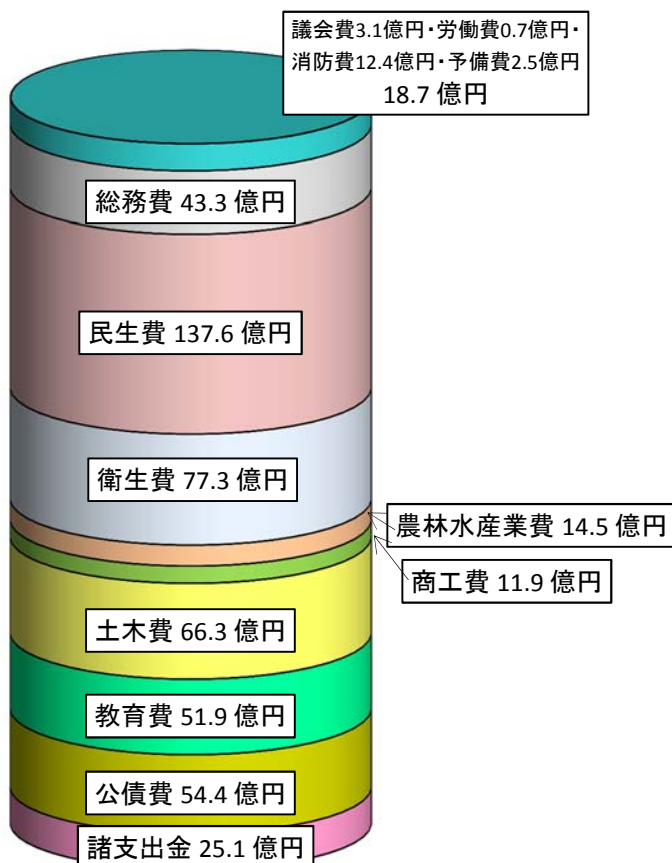 議会費3.1億円・労働費0.7億円・
消防費12.4億円・予備費2.5億円
18.7 億円
総務費 43.3 億円
民生費 137.6 億円
衛生費 77.3 億円
農林水産業費 14.5 億円
商工費 11.9 億円
土木費 66.3 億円
教育費 51.9 億円
公債費 54.4 億円
諸支出金 25.1 億円